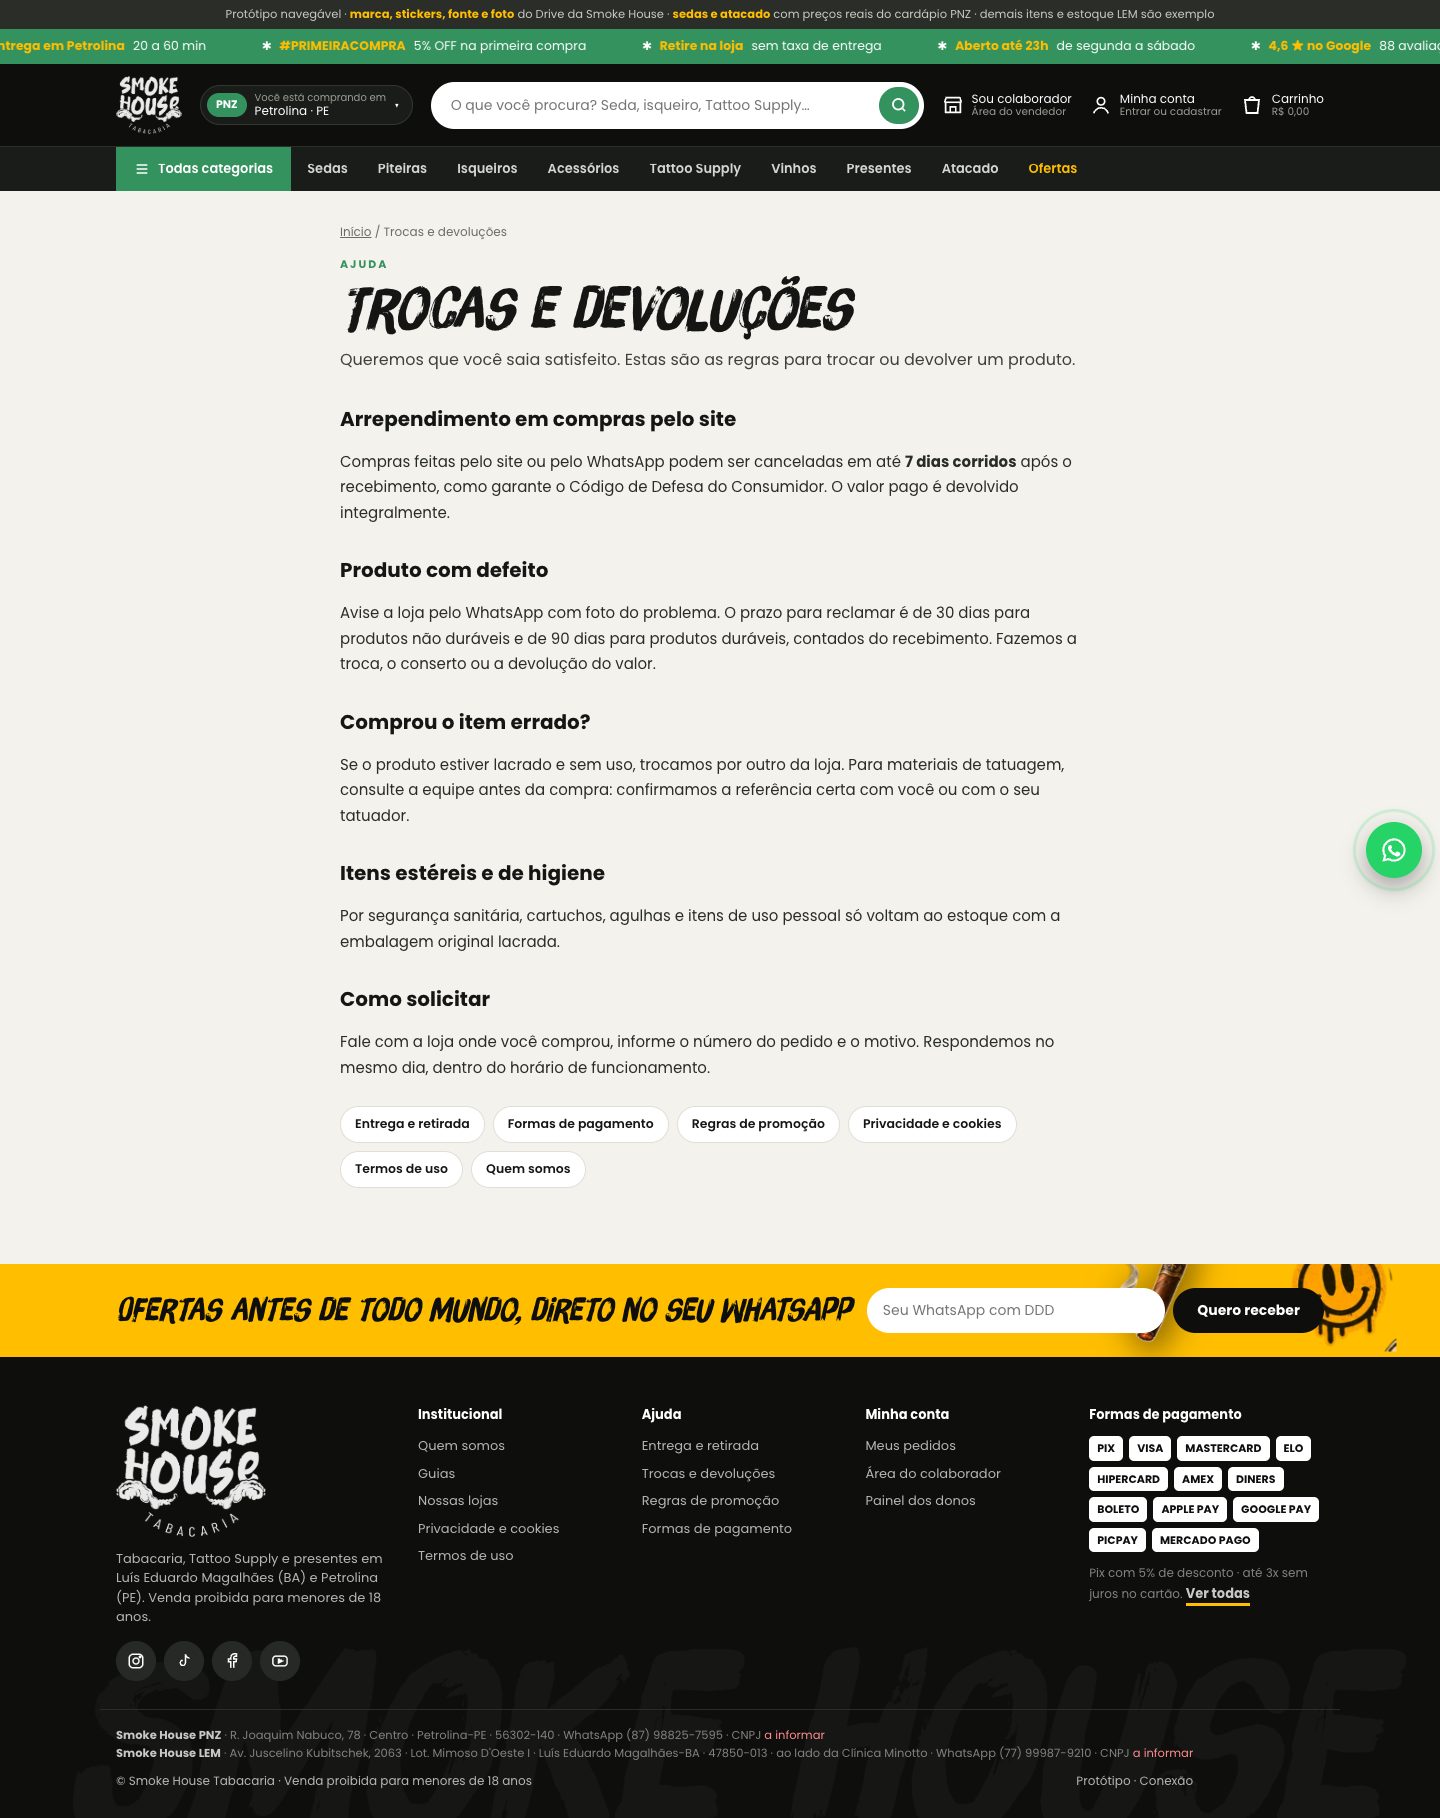 Protótipo navegável · marca, stickers, fonte e foto do Drive da Smoke House · sedas e atacado com preços reais do cardápio PNZ · demais itens e estoque LEM são exemplo
ntrega em Petrolina 20 a 60 min ✱ #PRIMEIRACOMPRA 5% OFF na primeira compra ✱ Retire na loja sem taxa de entrega ✱ Aberto até 23h de segunda a sábado ✱ 4,6 ★ no Google 88 avalia
SMOKE HOUSE TABACARIA
PNZ
Você está comprando em
Petrolina · PE
O que você procura? Seda, isqueiro, Tattoo Supply...
Sou colaborador
Área do vendedor
Minha conta
Entrar ou cadastrar
Carrinho
R$ 0,00
Todas categorias Sedas Piteiras Isqueiros Acessórios Tattoo Supply Vinhos Presentes Atacado Ofertas
Início / Trocas e devoluções
AJUDA
TROCAS E DEVOLUÇÕES
Queremos que você saia satisfeito. Estas são as regras para trocar ou devolver um produto.
Arrependimento em compras pelo site
Compras feitas pelo site ou pelo WhatsApp podem ser canceladas em até 7 dias corridos após o
recebimento, como garante o Código de Defesa do Consumidor. O valor pago é devolvido
integralmente.
Produto com defeito
Avise a loja pelo WhatsApp com foto do problema. O prazo para reclamar é de 30 dias para
produtos não duráveis e de 90 dias para produtos duráveis, contados do recebimento. Fazemos a
troca, o conserto ou a devolução do valor.
Comprou o item errado?
Se o produto estiver lacrado e sem uso, trocamos por outro da loja. Para materiais de tatuagem,
consulte a equipe antes da compra: confirmamos a referência certa com você ou com o seu
tatuador.
Itens estéreis e de higiene
Por segurança sanitária, cartuchos, agulhas e itens de uso pessoal só voltam ao estoque com a
embalagem original lacrada.
Como solicitar
Fale com a loja onde você comprou, informe o número do pedido e o motivo. Respondemos no
mesmo dia, dentro do horário de funcionamento.
Entrega e retirada Formas de pagamento Regras de promoção Privacidade e cookies
Termos de uso Quem somos
OFERTAS ANTES DE TODO MUNDO, DIRETO NO SEU WHATSAPP
Seu WhatsApp com DDD
Quero receber
SMOKE HOUSE TABACARIA
Tabacaria, Tattoo Supply e presentes em
Luís Eduardo Magalhães (BA) e Petrolina
(PE). Venda proibida para menores de 18
anos.
Institucional
Quem somos
Guias
Nossas lojas
Privacidade e cookies
Termos de uso
Ajuda
Entrega e retirada
Trocas e devoluções
Regras de promoção
Formas de pagamento
Minha conta
Meus pedidos
Área do colaborador
Painel dos donos
Formas de pagamento
PIX VISA MASTERCARD ELO
HIPERCARD AMEX DINERS
BOLETO APPLE PAY GOOGLE PAY
PICPAY MERCADO PAGO
Pix com 5% de desconto · até 3x sem
juros no cartão. Ver todas
SMOKE HOUSE
Smoke House PNZ · R. Joaquim Nabuco, 78 · Centro · Petrolina-PE · 56302-140 · WhatsApp (87) 98825-7595 · CNPJ a informar
Smoke House LEM · Av. Juscelino Kubitschek, 2063 · Lot. Mimoso D'Oeste I · Luís Eduardo Magalhães-BA · 47850-013 · ao lado da Clínica Minotto · WhatsApp (77) 99987-9210 · CNPJ a informar
© Smoke House Tabacaria · Venda proibida para menores de 18 anos
Protótipo · Conexão